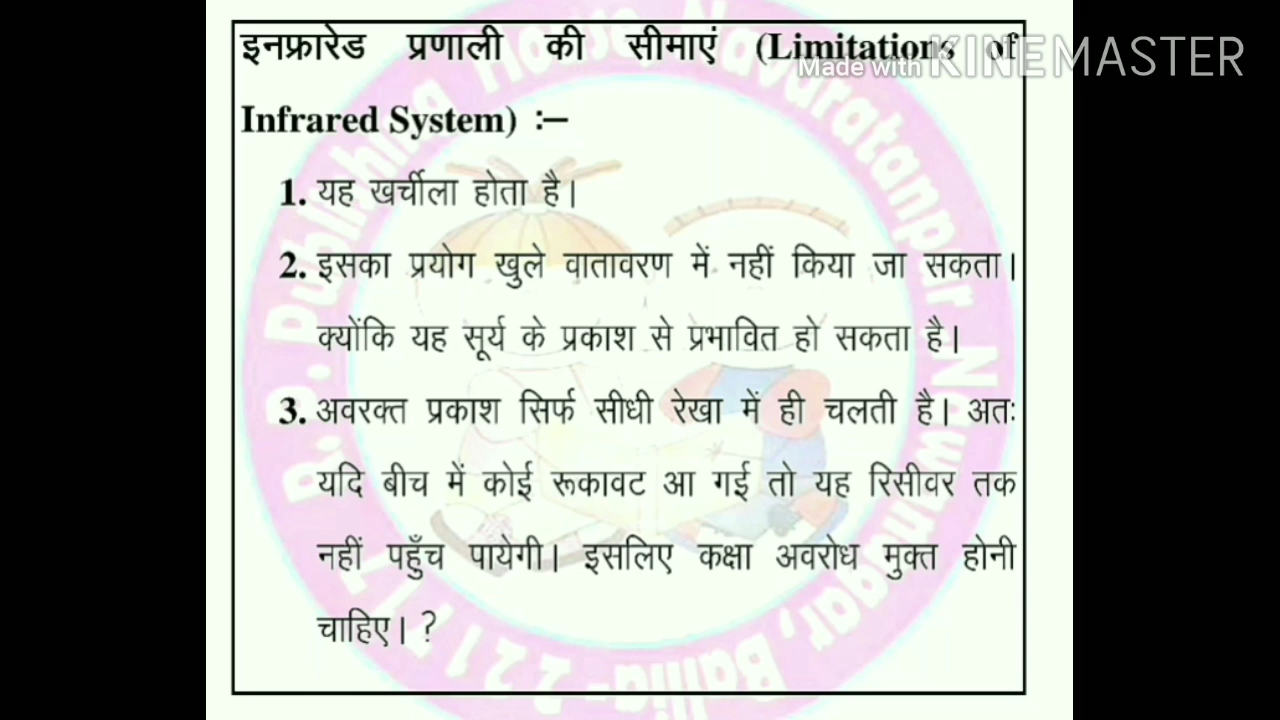 इनफ्रारेड प्रणाली की सीमाएं (Limitations of
Made with KINEMASTER
Infrared System) :–
1. यह खर्चीला होता है।
2. इसका प्रयोग खुले वातावरण में नहीं किया जा सकता।
क्योंकि यह सूर्य के प्रकाश से प्रभावित हो सकता है।
3. अवरक्त प्रकाश सिर्फ सीधी रेखा में ही चलती है। अतः
यदि बीच में कोई रूकावट आ गई तो यह रिसीवर तक
नहीं पहुँच पायेगी। इसलिए कक्षा अवरोध मुक्त होनी
चाहिए। ?